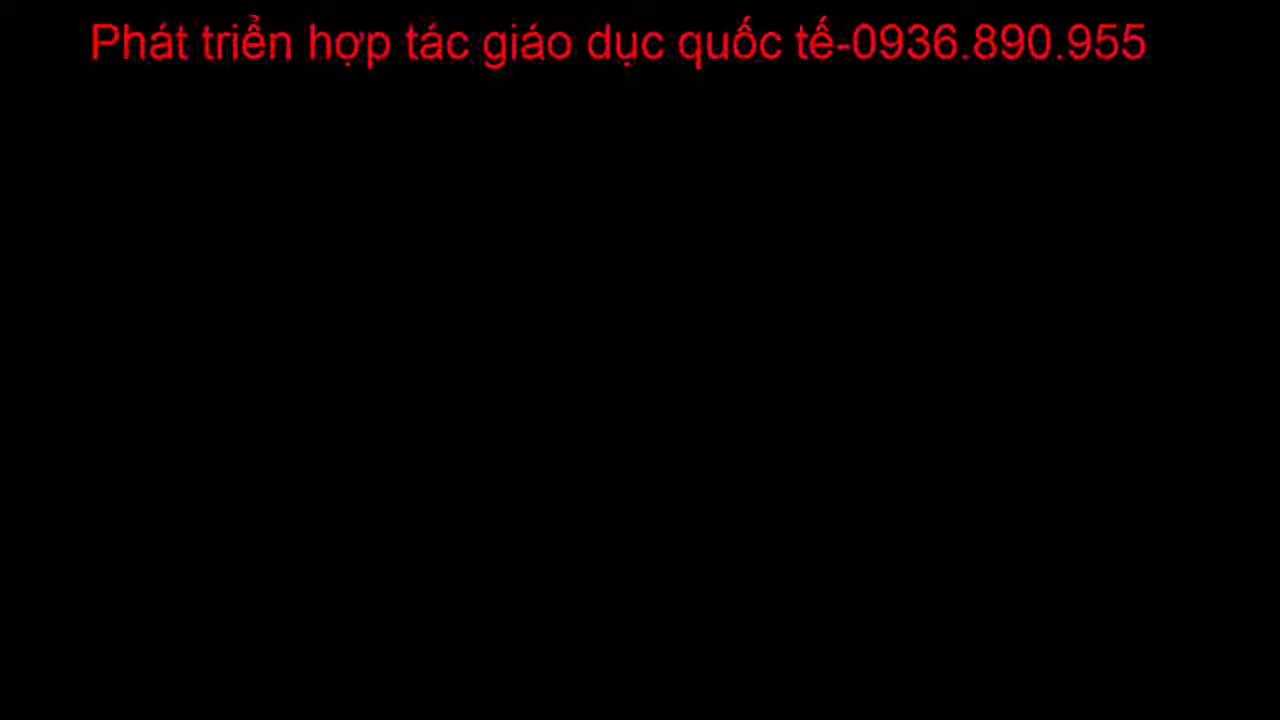 Phát triển hợp tác giáo dục quốc tế-0936.890.955